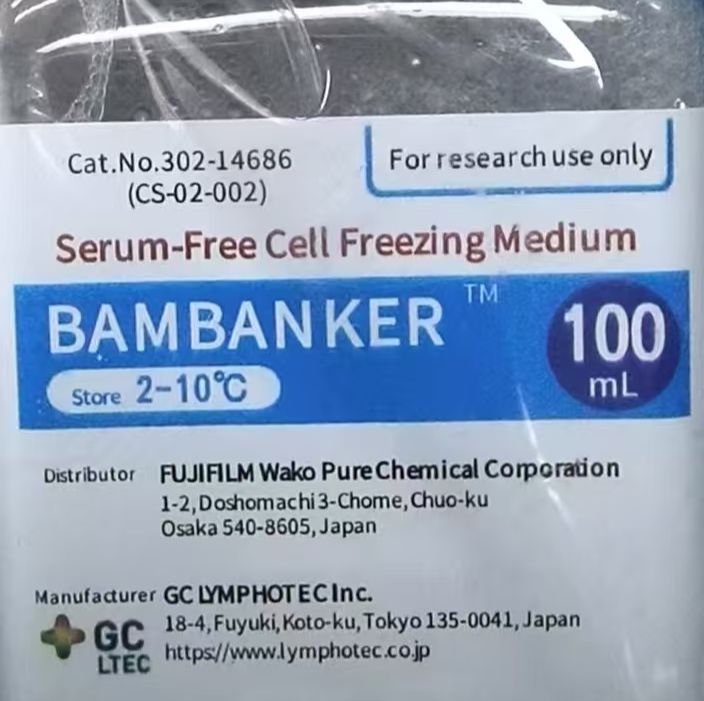 Cat.No.302-14686
(CS-02-002)
For research use only
Serum-Free Cell Freezing Medium
BAMBANKER ™
100
mL
Store 2-10℃
Distributor FUJIFILM Wako Pure Chemical Corporation
1-2, Doshomachi 3-Chome, Chuo-ku
Osaka 540-8605, Japan
Manufacturer GC LYMPHOTEC Inc.
18-4, Fuyuki, Koto-ku, Tokyo 135-0041, Japan
https://www.lymphotec.co.jp
GC
LTEC